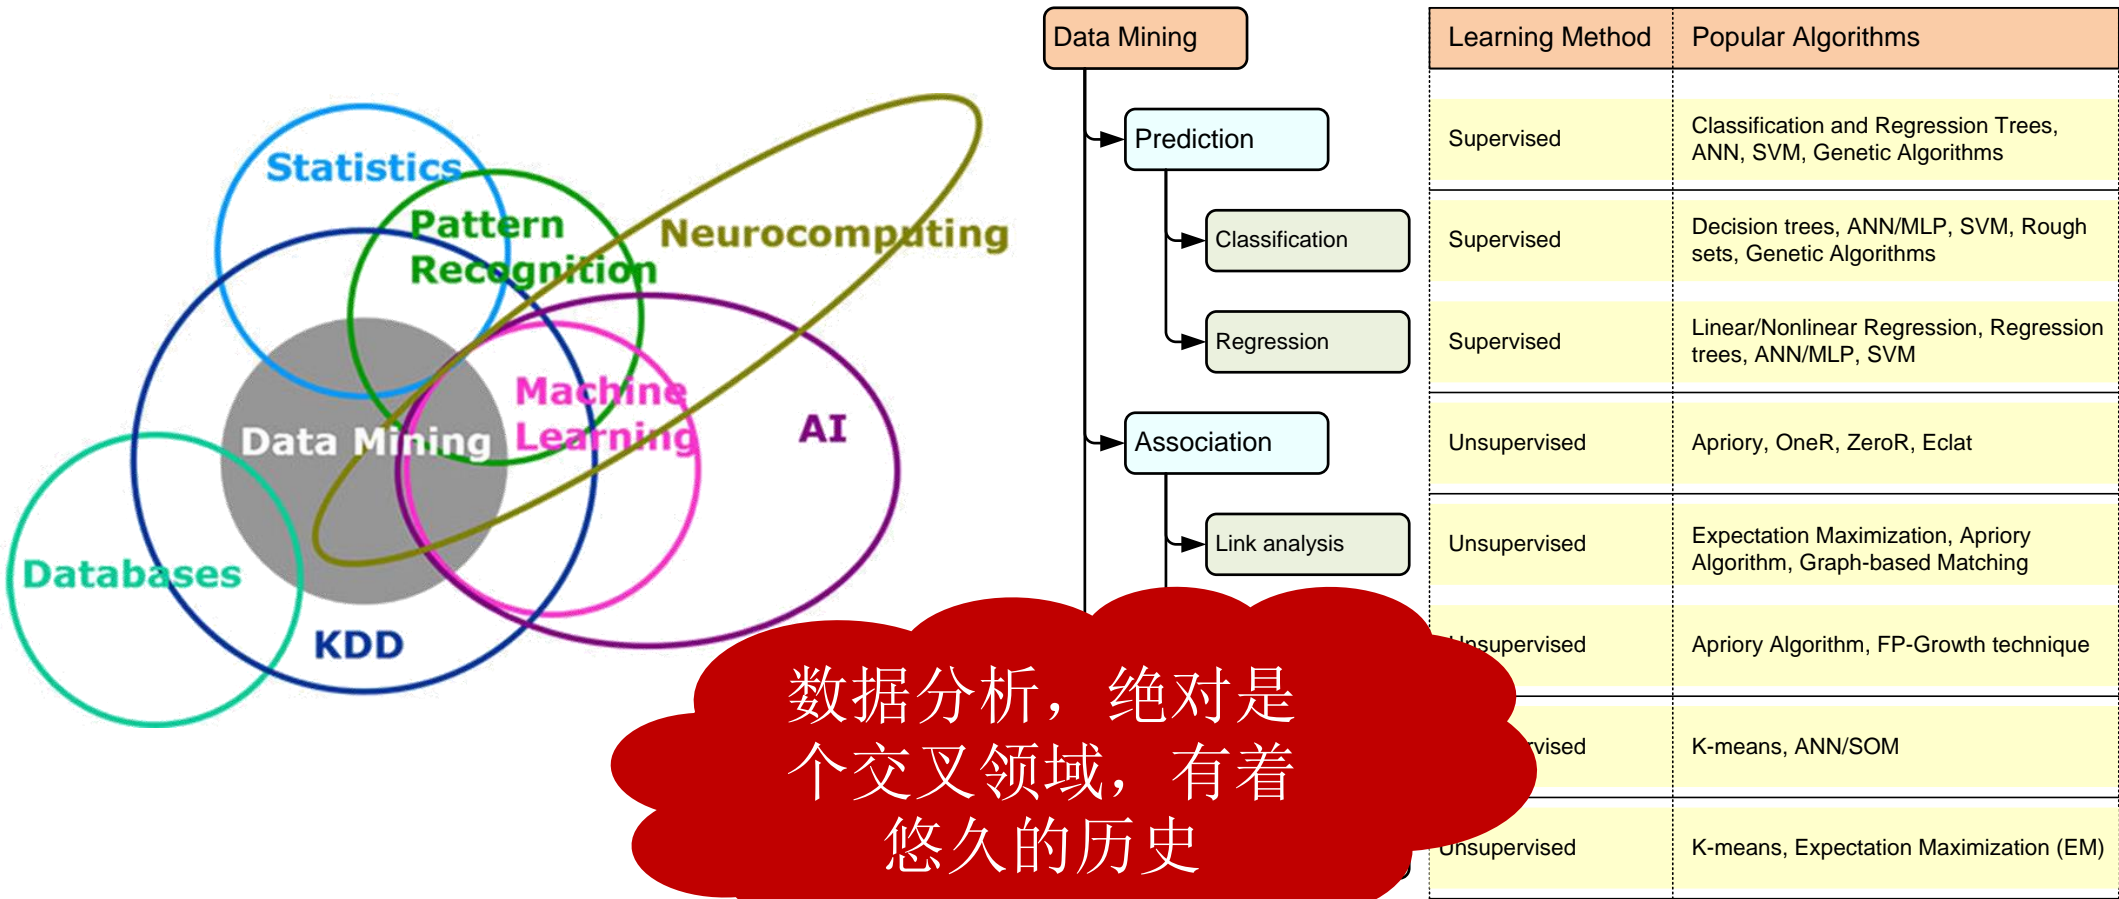 Statistics
Pattern
Recognition
Neurocomputing
Machine
Learning
AI
Data Mining
Databases
KDD
Data Mining
Prediction
Classification
Regression
Association
Link analysis
Learning Method
Popular Algorithms
Supervised
Classification and Regression Trees,
ANN, SVM, Genetic Algorithms
Supervised
Decision trees, ANN/MLP, SVM, Rough
sets, Genetic Algorithms
Supervised
Linear/Nonlinear Regression, Regression
trees, ANN/MLP, SVM
Unsupervised
Apriory, OneR, ZeroR, Eclat
Unsupervised
Expectation Maximization, Apriory
Algorithm, Graph-based Matching
Unsupervised
Apriory Algorithm, FP-Growth technique
K-means, ANN/SOM
Unsupervised
K-means, Expectation Maximization (EM)
数据分析，绝对是
个交叉领域，有着
悠久的历史